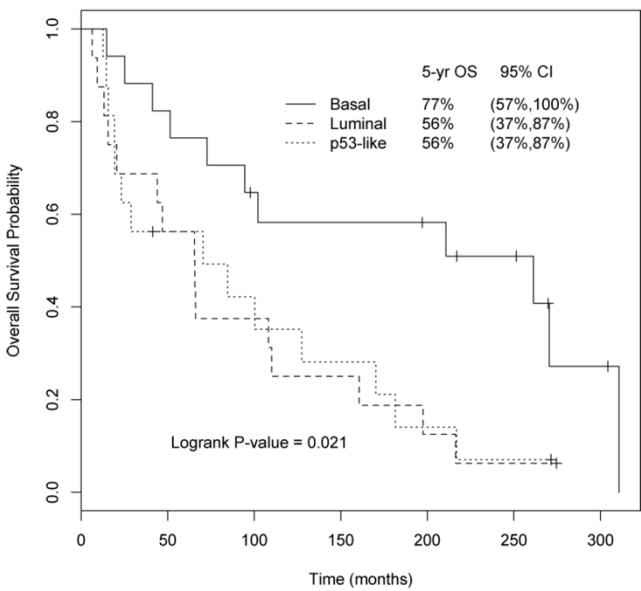 5-yr OS 95% CI
Basal 77% (57%,100%)
Luminal 56% (37%,87%)
p53-like 56% (37%,87%)
Logrank P-value = 0.021
Overall Survival Probability
1.0
0.8
0.6
0.4
0.2
0.0
0 50 100 150 200 250 300
Time (months)